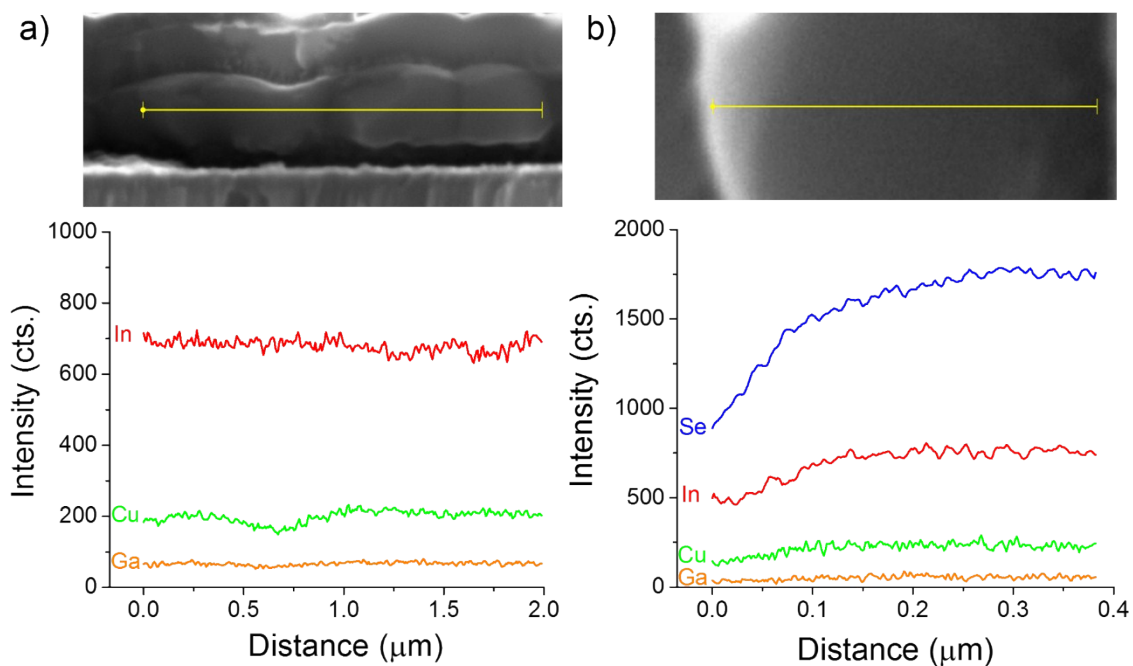 a)
1000
800
600
400
200
0
Intensity (cts.)
In
Cu
Ga
0.0 0.5 1.0 1.5 2.0
Distance (μm)
b)
2000
1500
1000
500
0
Intensity (cts.)
Se
In
Cu
Ga
0.0 0.1 0.2 0.3 0.4
Distance (μm)